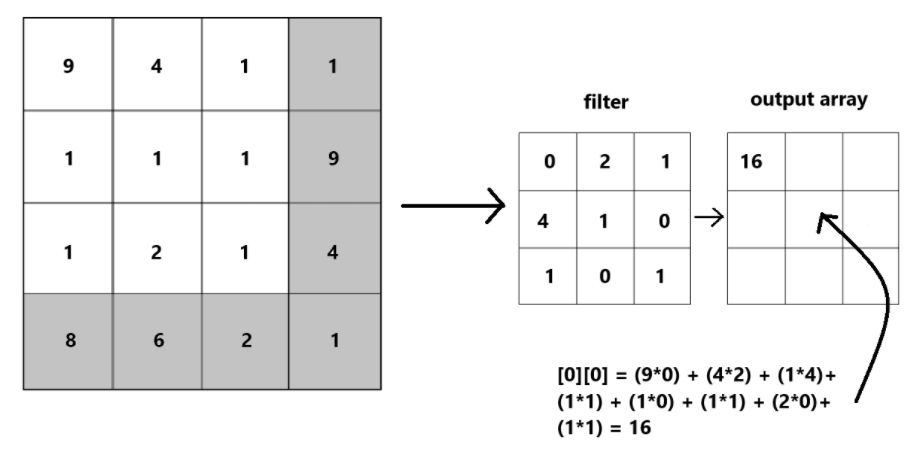 9 4 1 1
1 1 1 9
1 2 1 4
8 6 2 1
filter
0 2 1
4 1 0
1 0 1
output array
16
[0][0] = (9*0) + (4*2) + (1*4)+
(1*1) + (1*0) + (1*1) + (2*0)+
(1*1) = 16